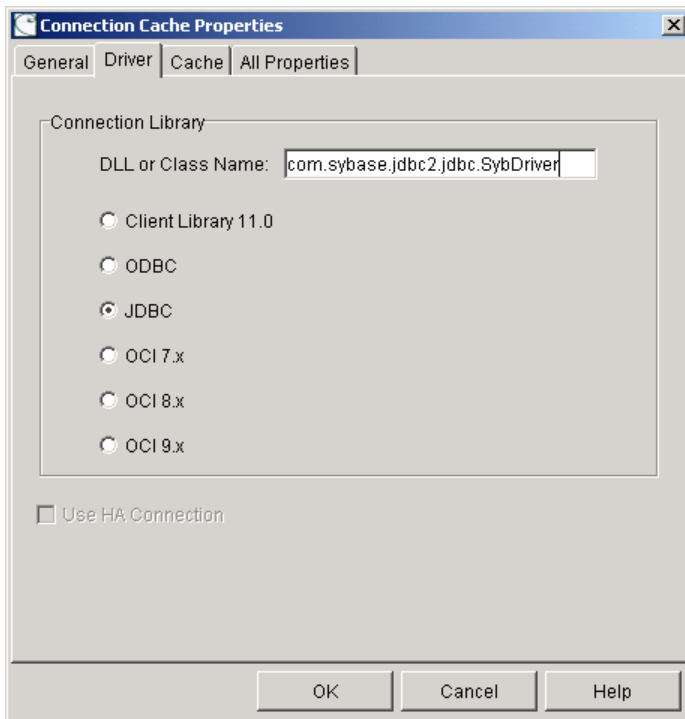 Connection Cache Properties
General Driver Cache All Properties
Connection Library
DLL or Class Name: com.sybase.jdbc2.jdbc.SybDriver
Client Library 11.0
ODBC
JDBC
OCI 7.x
OCI 8.x
OCI 9.x
Use HA Connection
OK Cancel Help